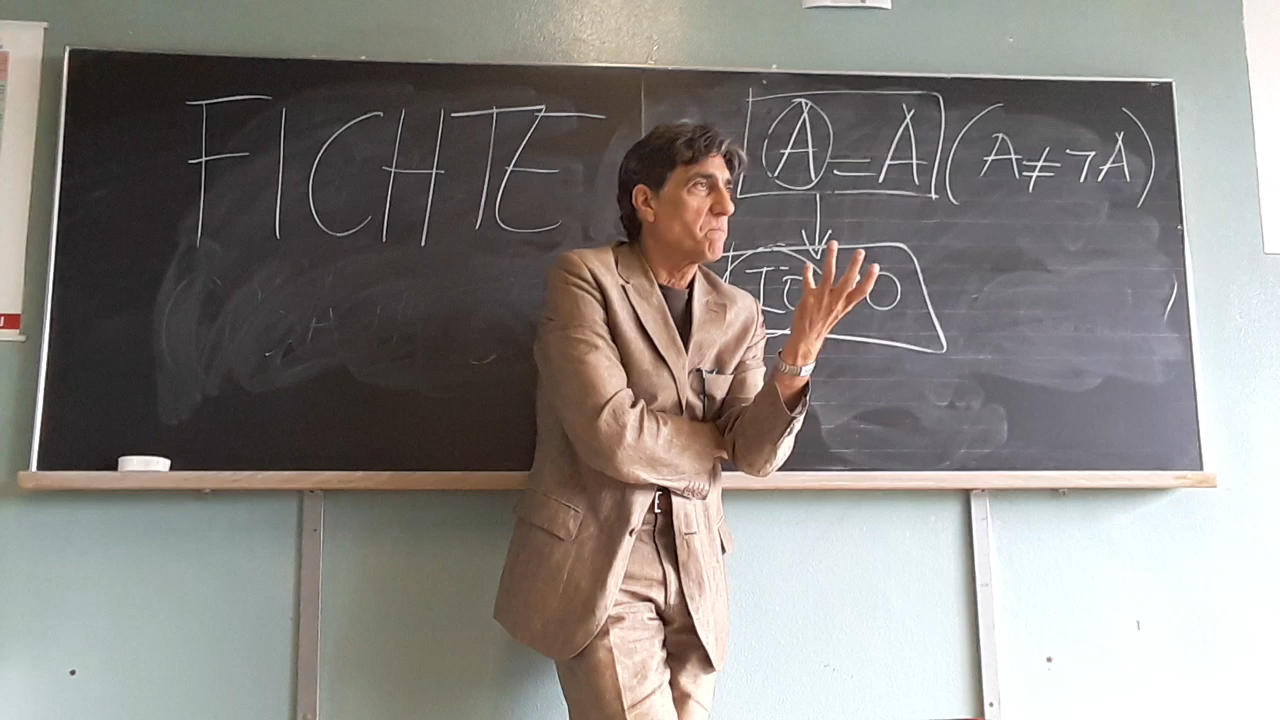 FICHTE
A = A (A ≠ ¬A)